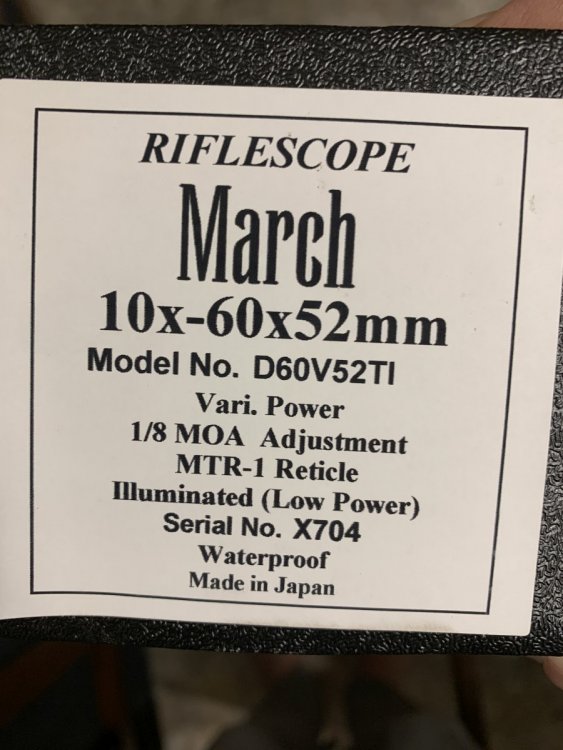 RIFLESCOPE
March
10x-60x52mm
Model No. D60V52TI
Vari. Power
1/8 MOA Adjustment
MTR-1 Reticle
Illuminated (Low Power)
Serial No. X704
Waterproof
Made in Japan